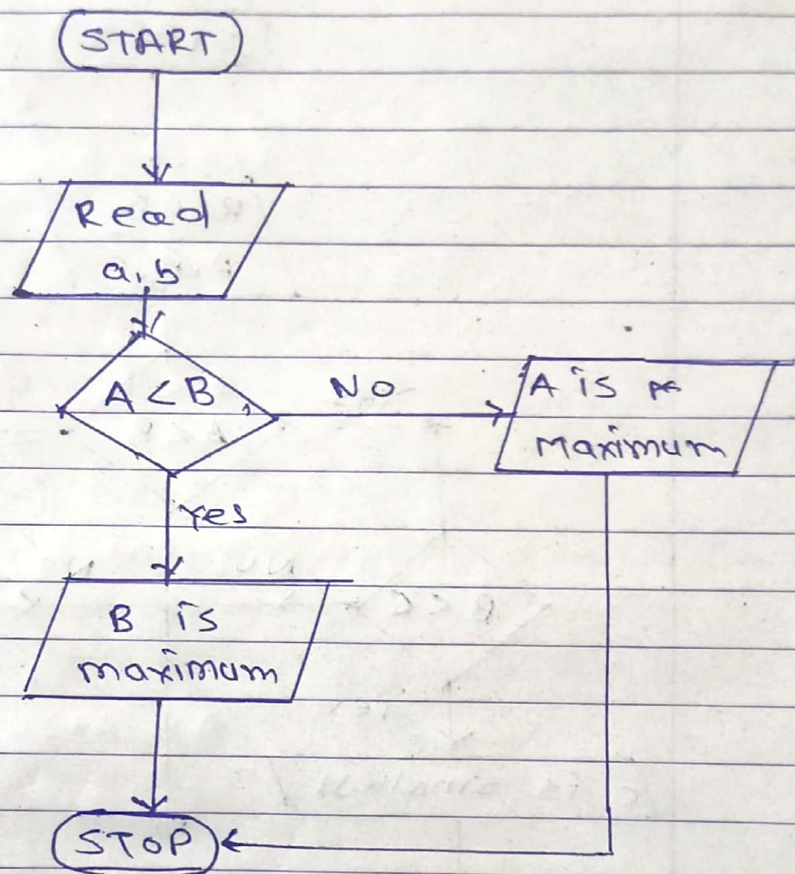 START
Read
a, b
A < B
NO
A is
maximum
Yes
B is
maximum
STOP